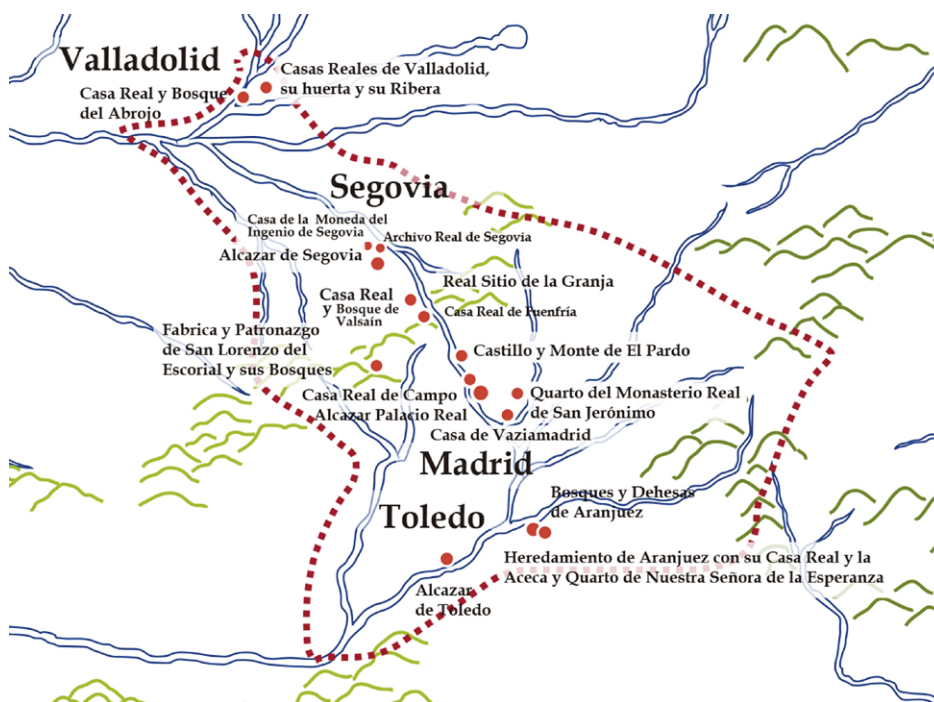 Valladolid
Casas Reales de Valladolid,
su huerta y su Ribera
Casa Real y Bosque
del Abrojo
Segovia
Casa de la Moneda del
Ingenio de Segovia
Archivo Real de Segovia
Alcazar de Segovia
Real Sitio de la Granja
Casa Real
y Bosque de
Valsaín
Casa Real de Fuenfría
Fabrica y Patronazgo
de San Lorenzo del
Escorial y sus Bosques
Castillo y Monte de El Pardo
Casa Real de Campo
Alcazar Palacio Real
Quarto del Monasterio Real
de San Jerónimo
Casa de Vaziamadrid
Madrid
Toledo
Bosques y Dehesas
de Aranjuez
Heredamiento de Aranjuez con su Casa Real y la
Aceca y Quarto de Nuestra Señora de la Esperanza
Alcazar
de Toledo